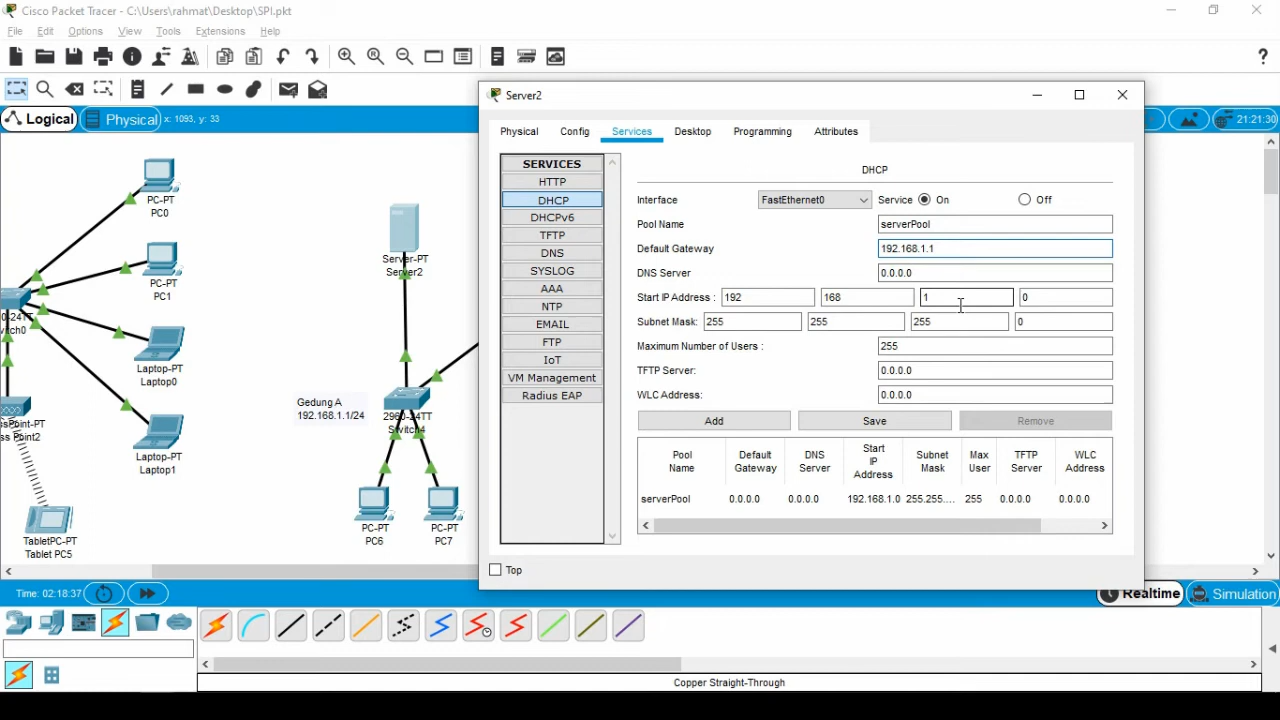 Cisco Packet Tracer - C:\Users\rahmat\Desktop\SPI.pkt
File Edit Options View Tools Extensions Help
Logical Physical x: 1093, y: 33
21:21:30
PC-PT
PC0
PC-PT
PC1
Laptop-PT
Laptop0
Laptop-PT
Laptop1
TabletPC-PT
Tablet PC5
Server-PT
Server2
Gedung A
192.168.1.1/24
2960-24TT
Switch4
PC-PT
PC6
PC-PT
PC7
Server2
Physical Config Services Desktop Programming Attributes
SERVICES
HTTP
DHCP
DHCPv6
TFTP
DNS
SYSLOG
AAA
NTP
EMAIL
FTP
IoT
VM Management
Radius EAP
DHCP
Interface FastEthernet0 Service On Off
Pool Name serverPool
Default Gateway 192.168.1.1
DNS Server 0.0.0.0
Start IP Address : 192 168 1 0
Subnet Mask: 255 255 255 0
Maximum Number of Users : 255
TFTP Server: 0.0.0.0
WLC Address: 0.0.0.0
Add Save Remove
Pool Name Default Gateway DNS Server Start IP Address Subnet Mask Max User TFTP Server WLC Address
serverPool 0.0.0.0 0.0.0.0 192.168.1.0 255.255.... 255 0.0.0.0 0.0.0.0
Top
Time: 02:18:37
Realtime Simulation
Copper Straight-Through